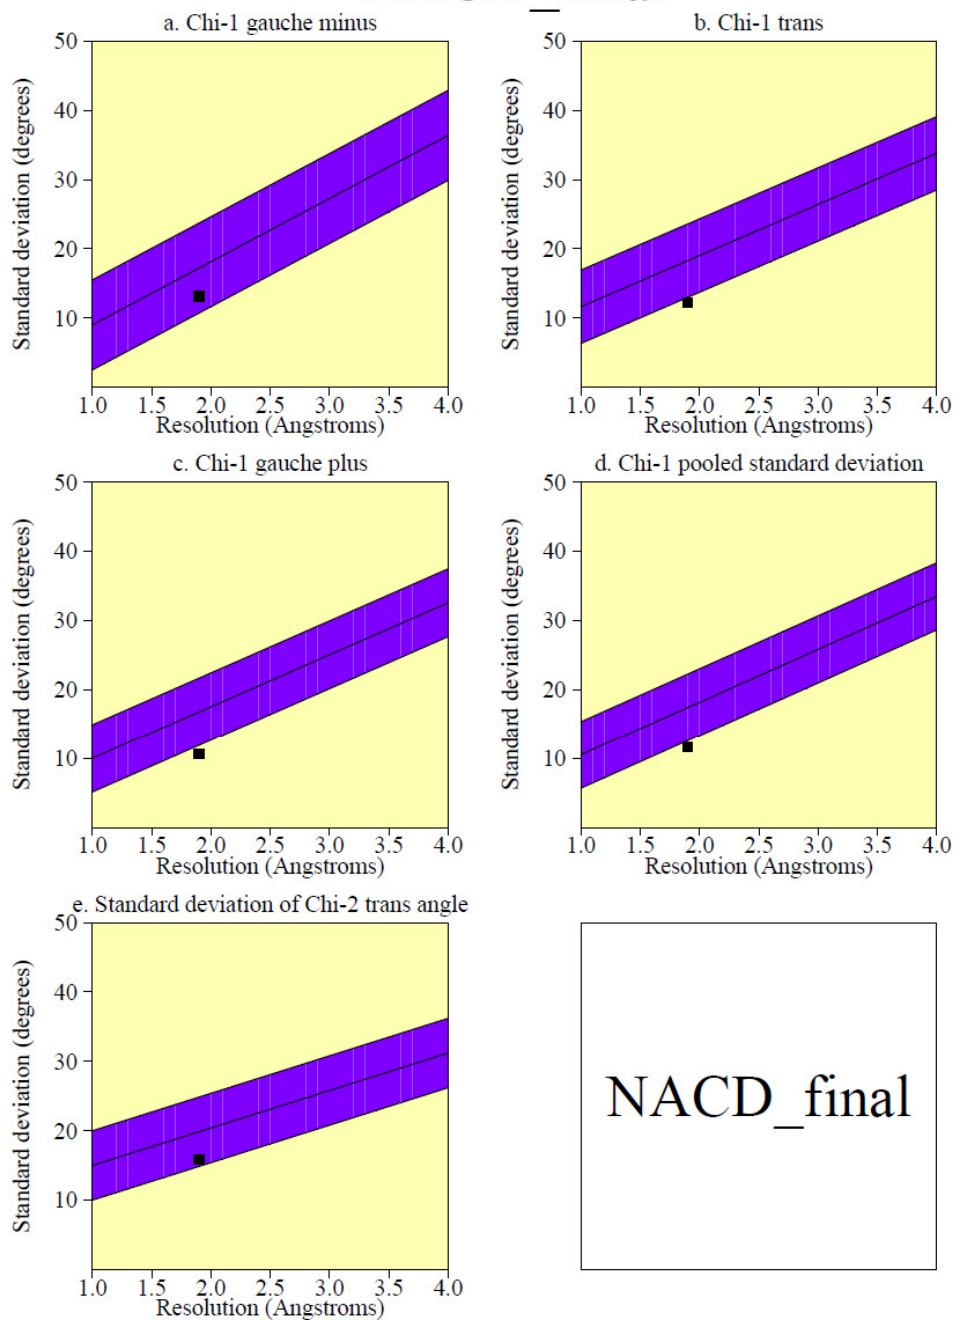 a. Chi-1 gauche minus
Standard deviation (degrees)
50
40
30
20
10
1.0 1.5 2.0 2.5 3.0 3.5 4.0
Resolution (Angstroms)
b. Chi-1 trans
Standard deviation (degrees)
50
40
30
20
10
1.0 1.5 2.0 2.5 3.0 3.5 4.0
Resolution (Angstroms)
c. Chi-1 gauche plus
Standard deviation (degrees)
50
40
30
20
10
1.0 1.5 2.0 2.5 3.0 3.5 4.0
Resolution (Angstroms)
d. Chi-1 pooled standard deviation
Standard deviation (degrees)
50
40
30
20
10
1.0 1.5 2.0 2.5 3.0 3.5 4.0
Resolution (Angstroms)
e. Standard deviation of Chi-2 trans angle
Standard deviation (degrees)
50
40
30
20
10
1.0 1.5 2.0 2.5 3.0 3.5 4.0
Resolution (Angstroms)
NACD_final